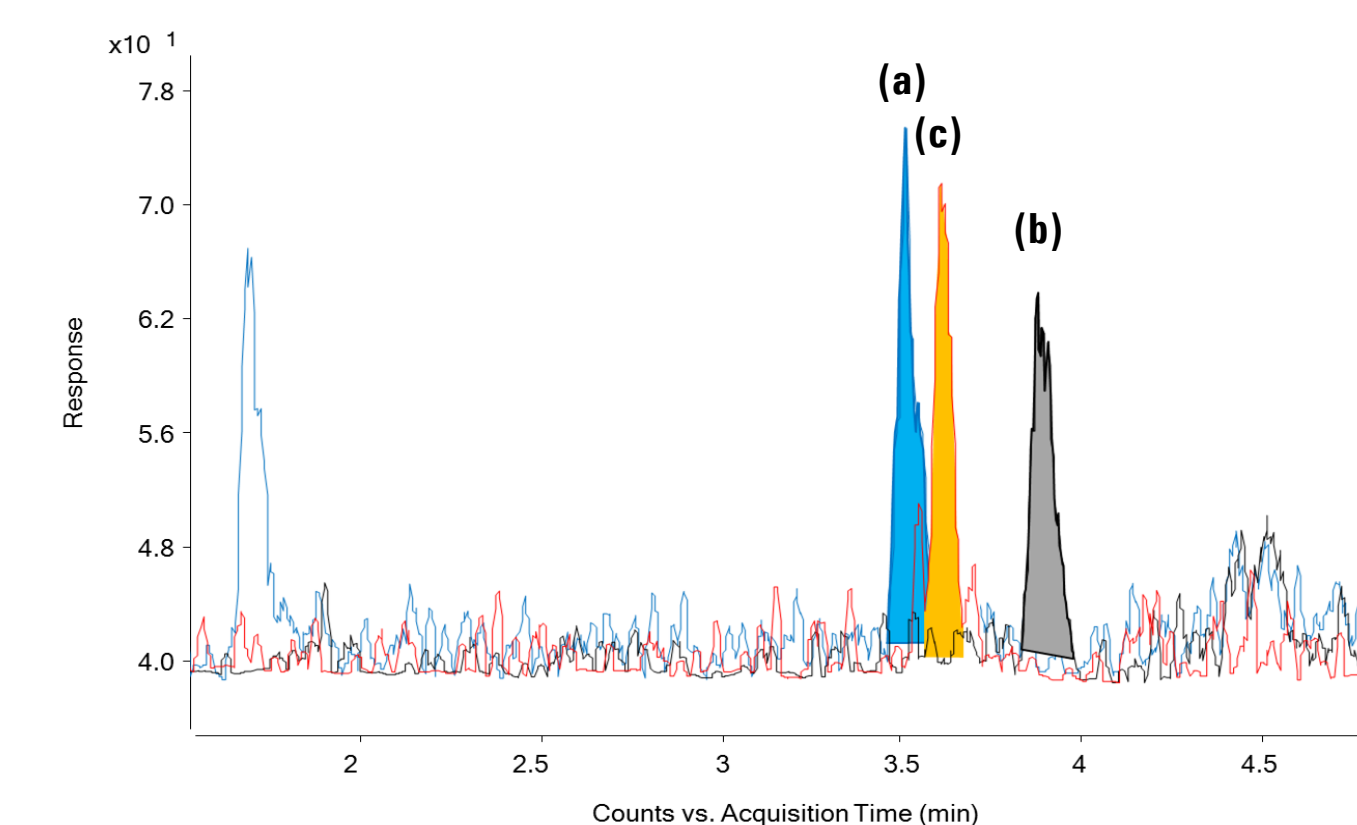 x10 1
7.8
7.0
6.2
5.6
4.8
4.0
Response
(a)
(c)
(b)
2 2.5 3 3.5 4 4.5
Counts vs. Acquisition Time (min)